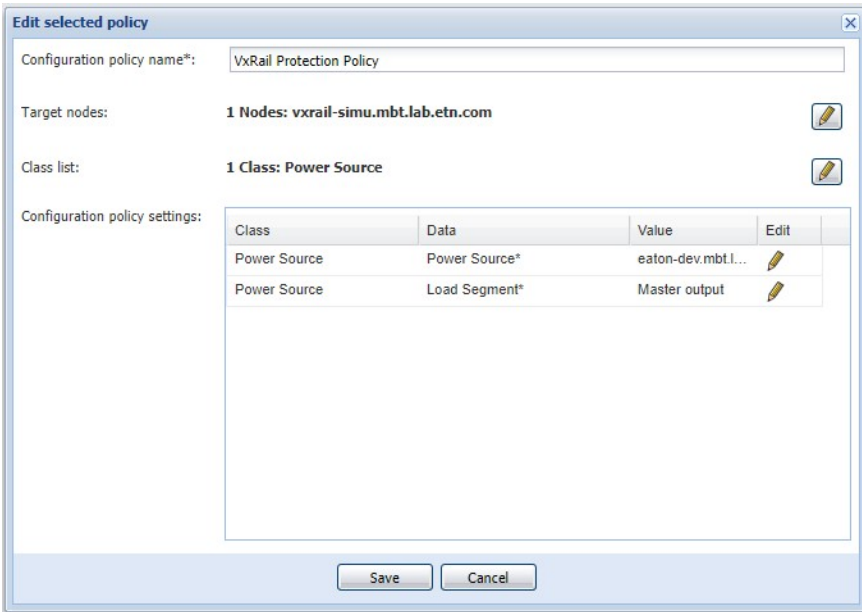 Edit selected policy
Configuration policy name*: VxRail Protection Policy
Target nodes: 1 Nodes: vxrail-simu.mbt.lab.etn.com
Class list: 1 Class: Power Source
Configuration policy settings:
Class Data Value Edit
Power Source Power Source* eaton-dev.mbt.l...
Power Source Load Segment* Master output
Save Cancel